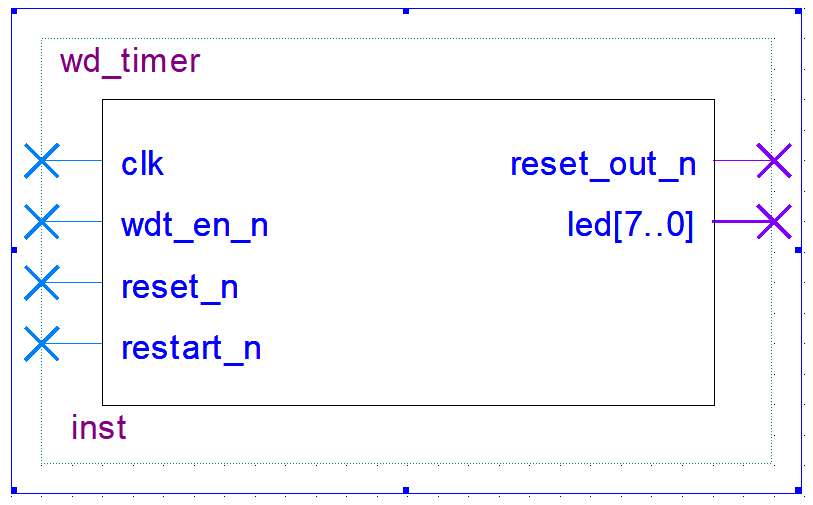 wd_timer
clk
reset_out_n
wdt_en_n
led[7..0]
reset_n
restart_n
inst